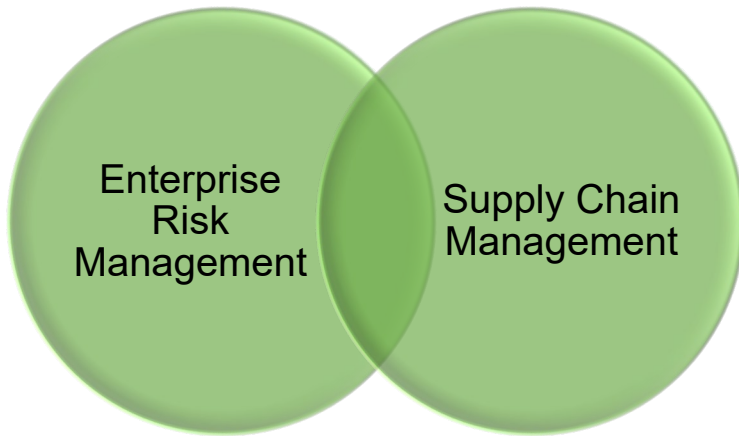 Enterprise
Risk
Management
Supply Chain
Management